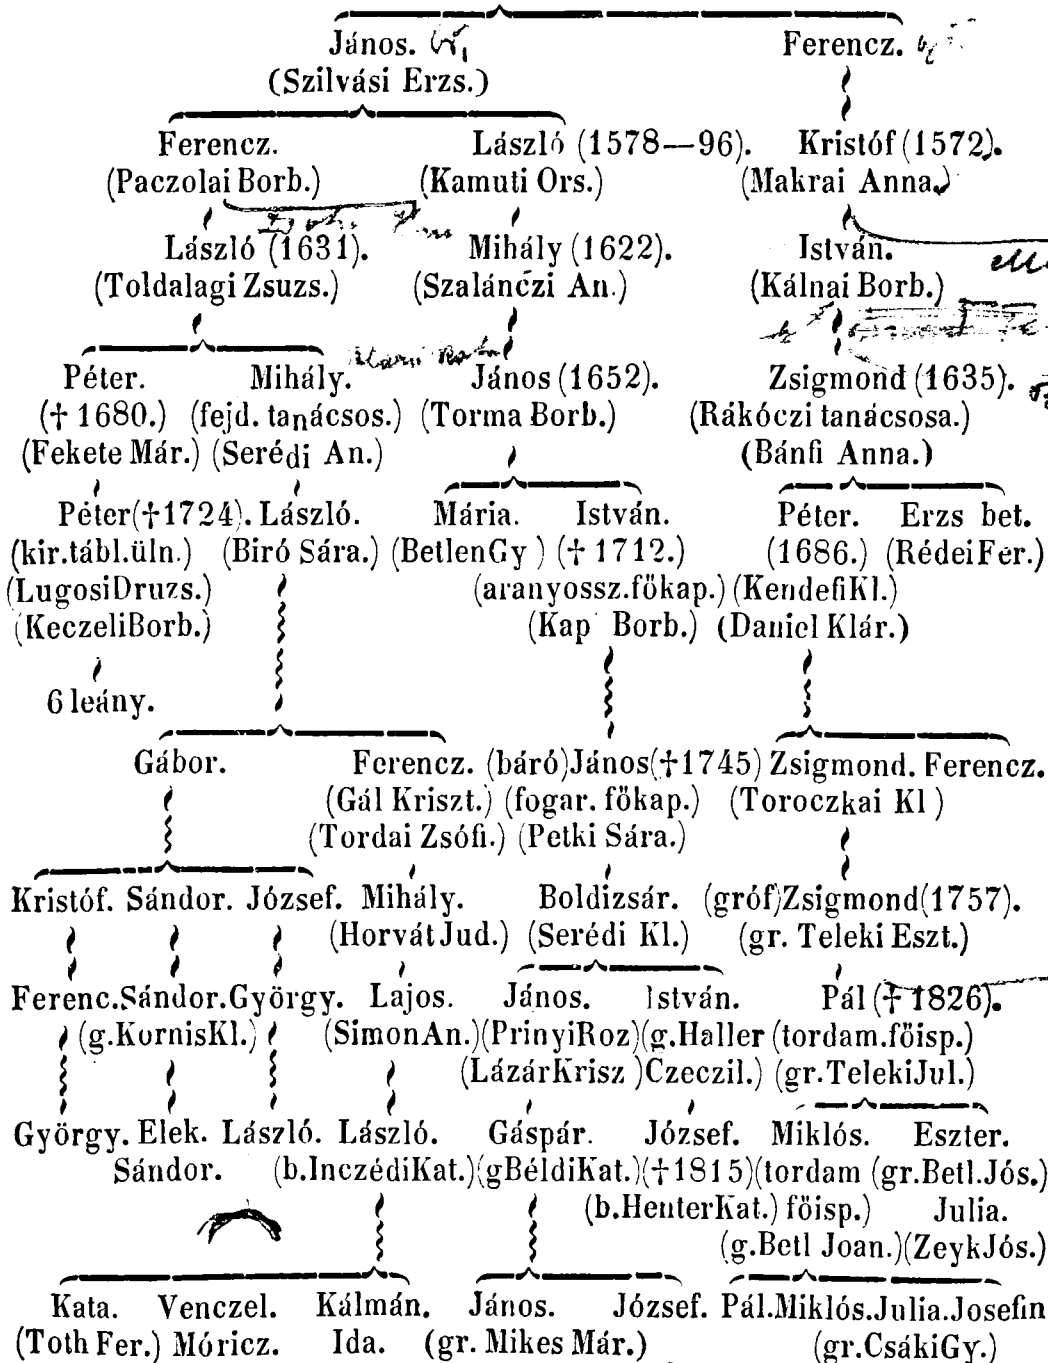 János. Ferencz.
(Szilvási Erzs.)
Ferencz. László (1578—96). Kristóf (1572).
(Paczolai Borb.) (Kamuti Ors.) (Makrai Anna.)
László (1631). Mihály (1622). István.
(Toldalagi Zsuzs.) (Szalánczi An.) (Kálnai Borb.)
Péter. Mihály. János (1652). Zsigmond (1635).
(† 1680.) (fejd. tanácsos.) (Torma Borb.) (Rákóczi tanácsosa.)
(Fekete Már.) (Serédi An.) (Bánfi Anna.)
Péter(†1724). László. Mária. István. Péter. Erzs bet.
(kir.tábl.üln.) (Biró Sára.) (BetlenGy ) († 1712.) (1686.) (RédeiFer.)
(LugosiDruzs.) (aranyossz.főkap.) (KendefiKl.)
(KeczeliBorb.) (Kap Borb.) (Daniel Klár.)
6 leány.
Gábor. Ferencz. (báró)János(†1745) Zsigmond. Ferencz.
(Gál Kriszt.) (fogar. főkap.) (Toroczkai Kl )
(Tordai Zsófi.) (Petki Sára.)
Kristóf. Sándor. József. Mihály. Boldizsár. (gróf)Zsigmond(1757).
(Horvát Jud.) (Serédi Kl.) (gr. Teleki Eszt.)
Ferenc. Sándor. György. Lajos. János. István. Pál († 1826).
(g.KornisKl.) (SimonAn.)(PrinyiRoz)(g.Haller (tordam.főisp.)
(LázárKrisz )Czeczil.) (gr.TelekiJul.)
György. Elek. László. László. Gáspár. József. Miklós. Eszter.
Sándor. (b.InczédiKat.)(gBéldiKat.)(†1815)(tordam (gr.Betl.Jós.)
(b.HenterKat.) főisp.) Julia.
(g.Betl Joan.)(ZeykJós.)
Kata. Venczel. Kálmán. János. József. Pál.Miklós.Julia.Josefin
(Toth Fer.) Móricz. Ida. (gr. Mikes Már.) (gr.CsákiGy.)